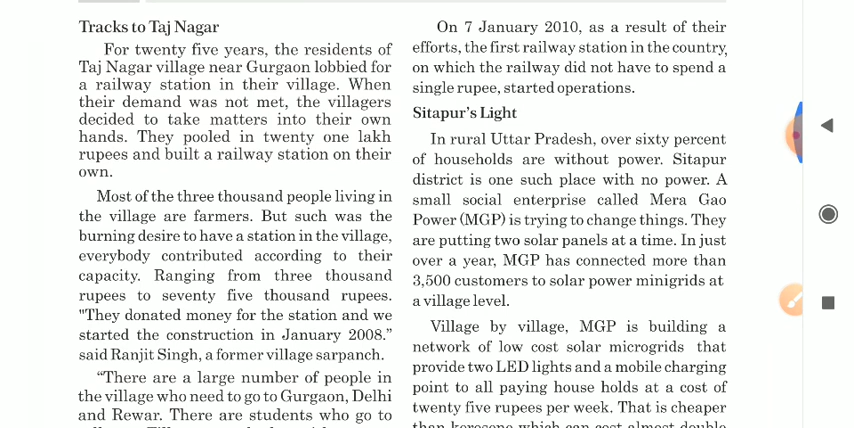 Tracks to Taj Nagar
For twenty five years, the residents of
Taj Nagar village near Gurgaon lobbied for
a railway station in their village. When
their demand was not met, the villagers
decided to take matters into their own
hands. They pooled in twenty one lakh
rupees and built a railway station on their
own.
Most of the three thousand people living in
the village are farmers. But such was the
burning desire to have a station in the village,
everybody contributed according to their
capacity. Ranging from three thousand
rupees to seventy five thousand rupees.
"They donated money for the station and we
started the construction in January 2008.”
said Ranjit Singh, a former village sarpanch.
“There are a large number of people in
the village who need to go to Gurgaon, Delhi
and Rewar. There are students who go to
On 7 January 2010, as a result of their
efforts, the first railway station in the country,
on which the railway did not have to spend a
single rupee, started operations.
Sitapur's Light
In rural Uttar Pradesh, over sixty percent
of households are without power. Sitapur
district is one such place with no power. A
small social enterprise called Mera Gao
Power (MGP) is trying to change things. They
are putting two solar panels at a time. In just
over a year, MGP has connected more than
3,500 customers to solar power minigrids at
a village level.
Village by village, MGP is building a
network of low cost solar microgrids that
provide two LED lights and a mobile charging
point to all paying house holds at a cost of
twenty five rupees per week. That is cheaper
than kerosene which can cost almost double